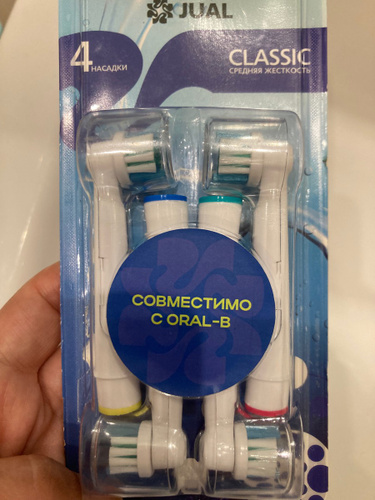 JUAL
4 НАСАДКИ
CLASSIC
СРЕДНЯЯ ЖЕСТКОСТЬ
СОВМЕСТИМО
С ORAL-B